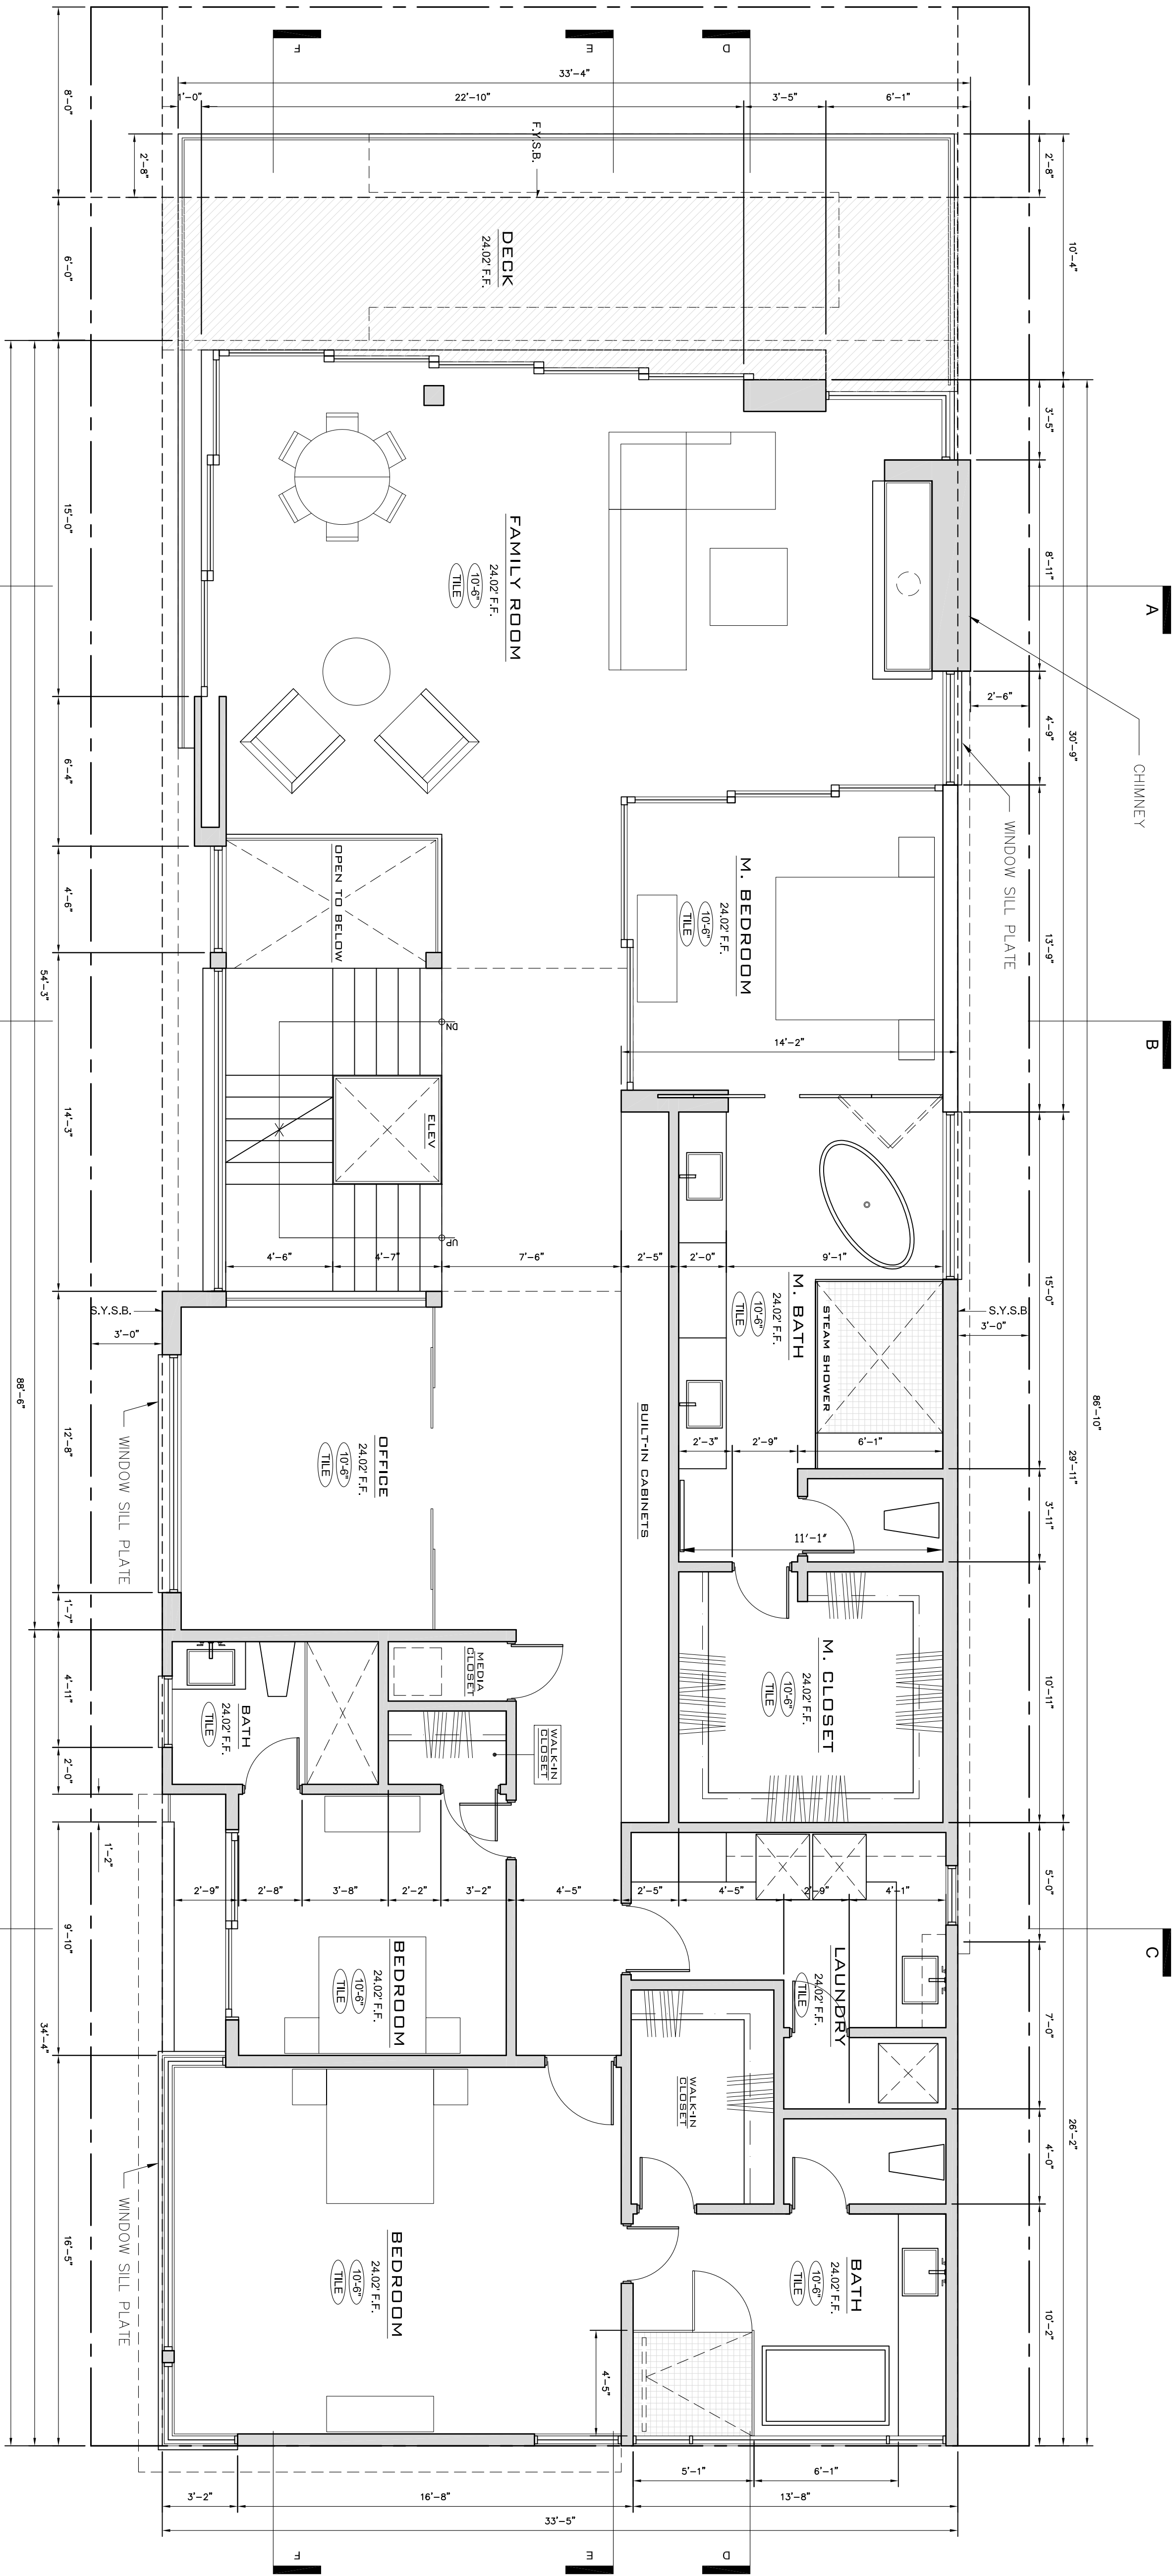 A
B
C
CHIMNEY
WINDOW SILL PLATE
86'-10"
30'-9"
29'-11"
26'-2"
10'-4"
2'-8"
3'-5"
8'-11"
4'-9"
13'-9"
15'-0"
3'-11"
10'-11"
5'-0"
7'-0"
4'-0"
10'-2"
2'-6"
S.Y.S.B
3'-0"
D
E
F
33'-4"
6'-1"
3'-5"
22'-10"
1'-0"
F.Y.S.B.
DECK
24.02' F.F.
FAMILY ROOM
24.02' F.F.
10'-6"
TILE
M. BEDROOM
24.02' F.F.
10'-6"
TILE
14'-2"
OPEN TO BELOW
DN
ELEV
UP
4'-6"
4'-7"
7'-6"
2'-5"
2'-0"
9'-1"
M. BATH
24.02' F.F.
10'-6"
TILE
STEAM SHOWER
2'-3"
2'-9"
6'-1"
11'-1"
BUILT-IN CABINETS
OFFICE
24.02' F.F.
10'-6"
TILE
M. CLOSET
24.02' F.F.
10'-6"
TILE
MEDIA
CLOSET
WALK-IN
CLOSET
BATH
24.02' F.F.
TILE
2'-9"
2'-8"
3'-8"
2'-2"
3'-2"
4'-5"
2'-5"
4'-5"
2'-9"
4'-1"
LAUNDRY
24.02' F.F.
TILE
BEDROOM
24.02' F.F.
10'-6"
TILE
WALK-IN
CLOSET
BATH
24.02' F.F.
10'-6"
TILE
BEDROOM
24.02' F.F.
10'-6"
TILE
4'-5"
5'-1"
6'-1"
3'-2"
16'-8"
13'-8"
33'-5"
D
E
F
S.Y.S.B.
3'-0"
WINDOW SILL PLATE
WINDOW SILL PLATE
2'-8"
8'-0"
6'-0"
15'-0"
6'-4"
4'-6"
14'-3"
12'-8"
1'-7"
4'-11"
2'-0"
1'-2"
9'-10"
16'-5"
54'-3"
34'-4"
88'-6"